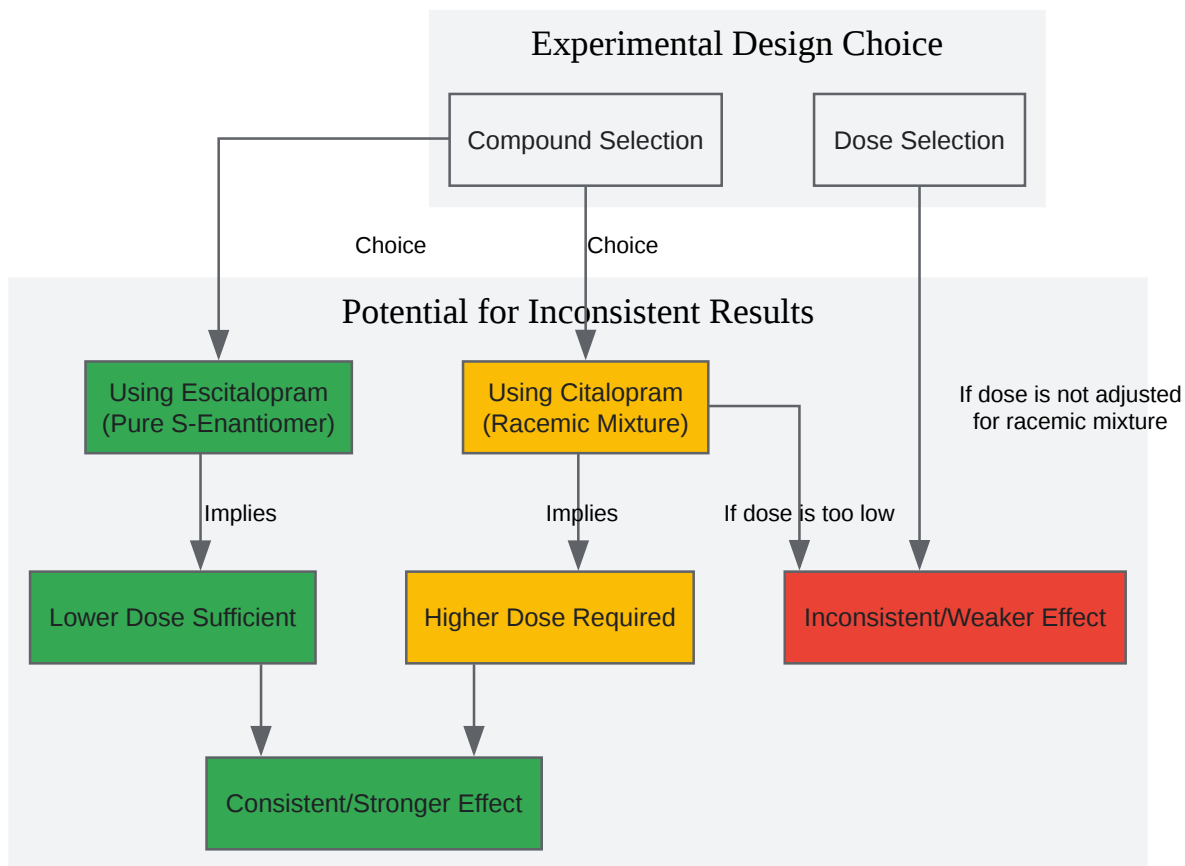 Experimental Design Choice
Compound Selection
Dose Selection
Choice
Choice
Potential for Inconsistent Results
Using Escitalopram
(Pure S-Enantiomer)
Using Citalopram
(Racemic Mixture)
If dose is not adjusted
for racemic mixture
Implies
Implies
If dose is too low
Lower Dose Sufficient
Higher Dose Required
Inconsistent/Weaker Effect
Consistent/Stronger Effect